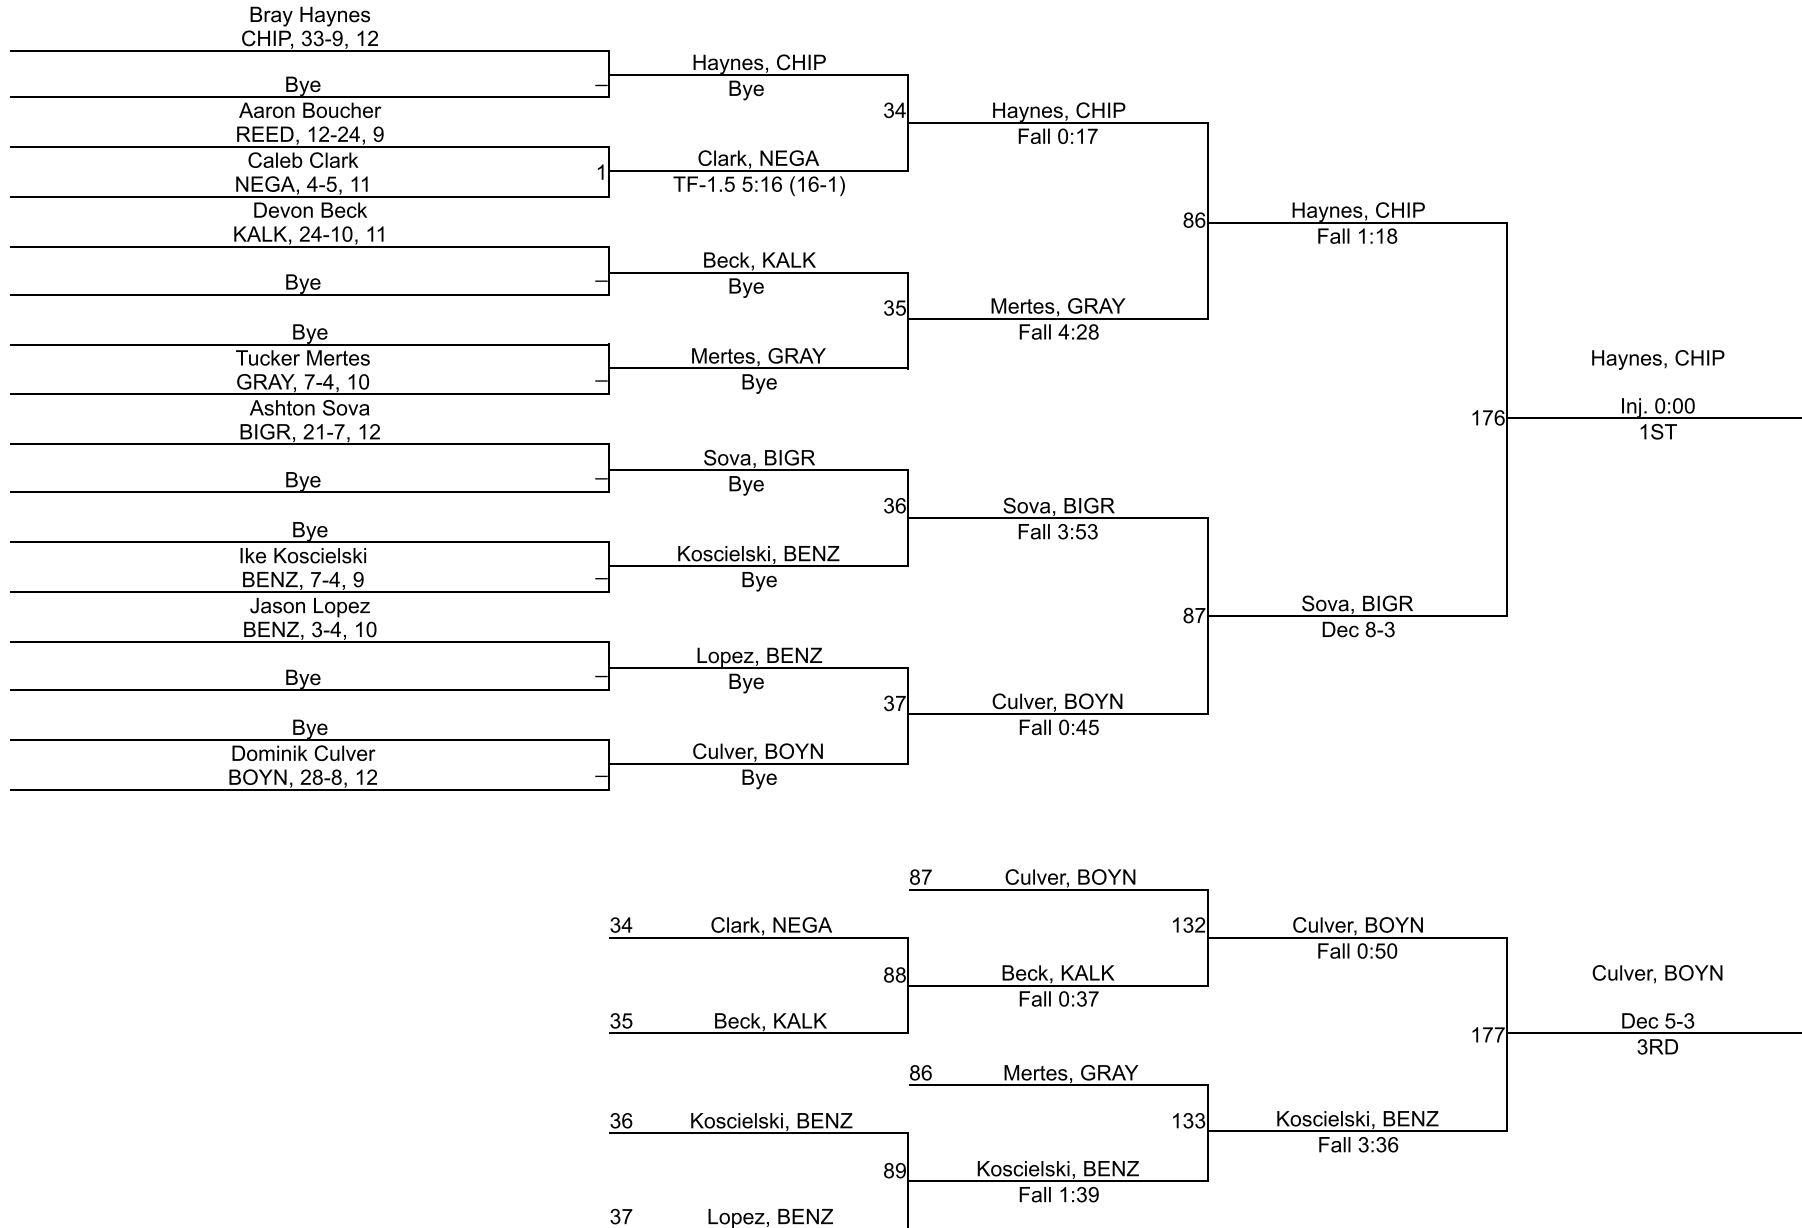 Bray Haynes
CHIP, 33-9, 12
Bye
Aaron Boucher
REED, 12-24, 9
Caleb Clark
NEGA, 4-5, 11
1
Devon Beck
KALK, 24-10, 11
Bye
Bye
Tucker Mertes
GRAY, 7-4, 10
Ashton Sova
BIGR, 21-7, 12
Bye
Bye
Ike Koscielski
BENZ, 7-4, 9
Jason Lopez
BENZ, 3-4, 10
Bye
Bye
Dominik Culver
BOYN, 28-8, 12
Haynes, CHIP
Bye
34
Clark, NEGA
TF-1.5 5:16 (16-1)
Beck, KALK
Bye
35
Mertes, GRAY
Bye
Sova, BIGR
Bye
36
Koscielski, BENZ
Bye
Lopez, BENZ
Bye
37
Culver, BOYN
Bye
Haynes, CHIP
Fall 0:17
86
Mertes, GRAY
Fall 4:28
Sova, BIGR
Fall 3:53
87
Culver, BOYN
Fall 0:45
Haynes, CHIP
Fall 1:18
176
Sova, BIGR
Dec 8-3
Haynes, CHIP
Inj. 0:00
1ST
87 Culver, BOYN
34 Clark, NEGA
132
88
Beck, KALK
Fall 0:37
35 Beck, KALK
86 Mertes, GRAY
36 Koscielski, BENZ
133
89
Koscielski, BENZ
Fall 1:39
37 Lopez, BENZ
Culver, BOYN
Fall 0:50
177
Koscielski, BENZ
Fall 3:36
Culver, BOYN
Dec 5-3
3RD